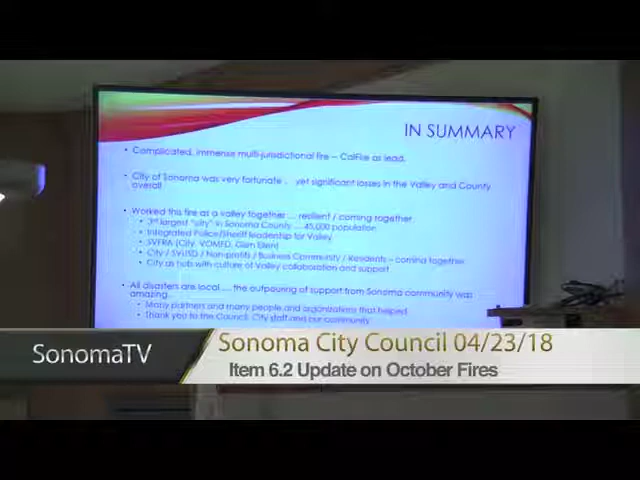 IN SUMMARY
• Complicated, immense multi-jurisdictional fire – CalFire as lead.
• City of Sonoma was very fortunate .. yet significant losses in the Valley and County
overall
• Worked this fire as a valley together ... resilient / coming together
• 3rd largest "city" in Sonoma County ... 45,000 population
• Integrated Police/Sheriff leadership for Valley
• SVFRA (City, VOMFD, Glen Ellen)
• City / SVUSD / Non-profits / Business Community / Residents – coming together
• City as hub with culture of Valley collaboration and support
• All disasters are local .... the outpouring of support from Sonoma community was
amazing
• Many partners and many people and organizations that helped
• Thank you to the Council, City staff and our community
SonomaTV
Sonoma City Council 04/23/18
Item 6.2 Update on October Fires